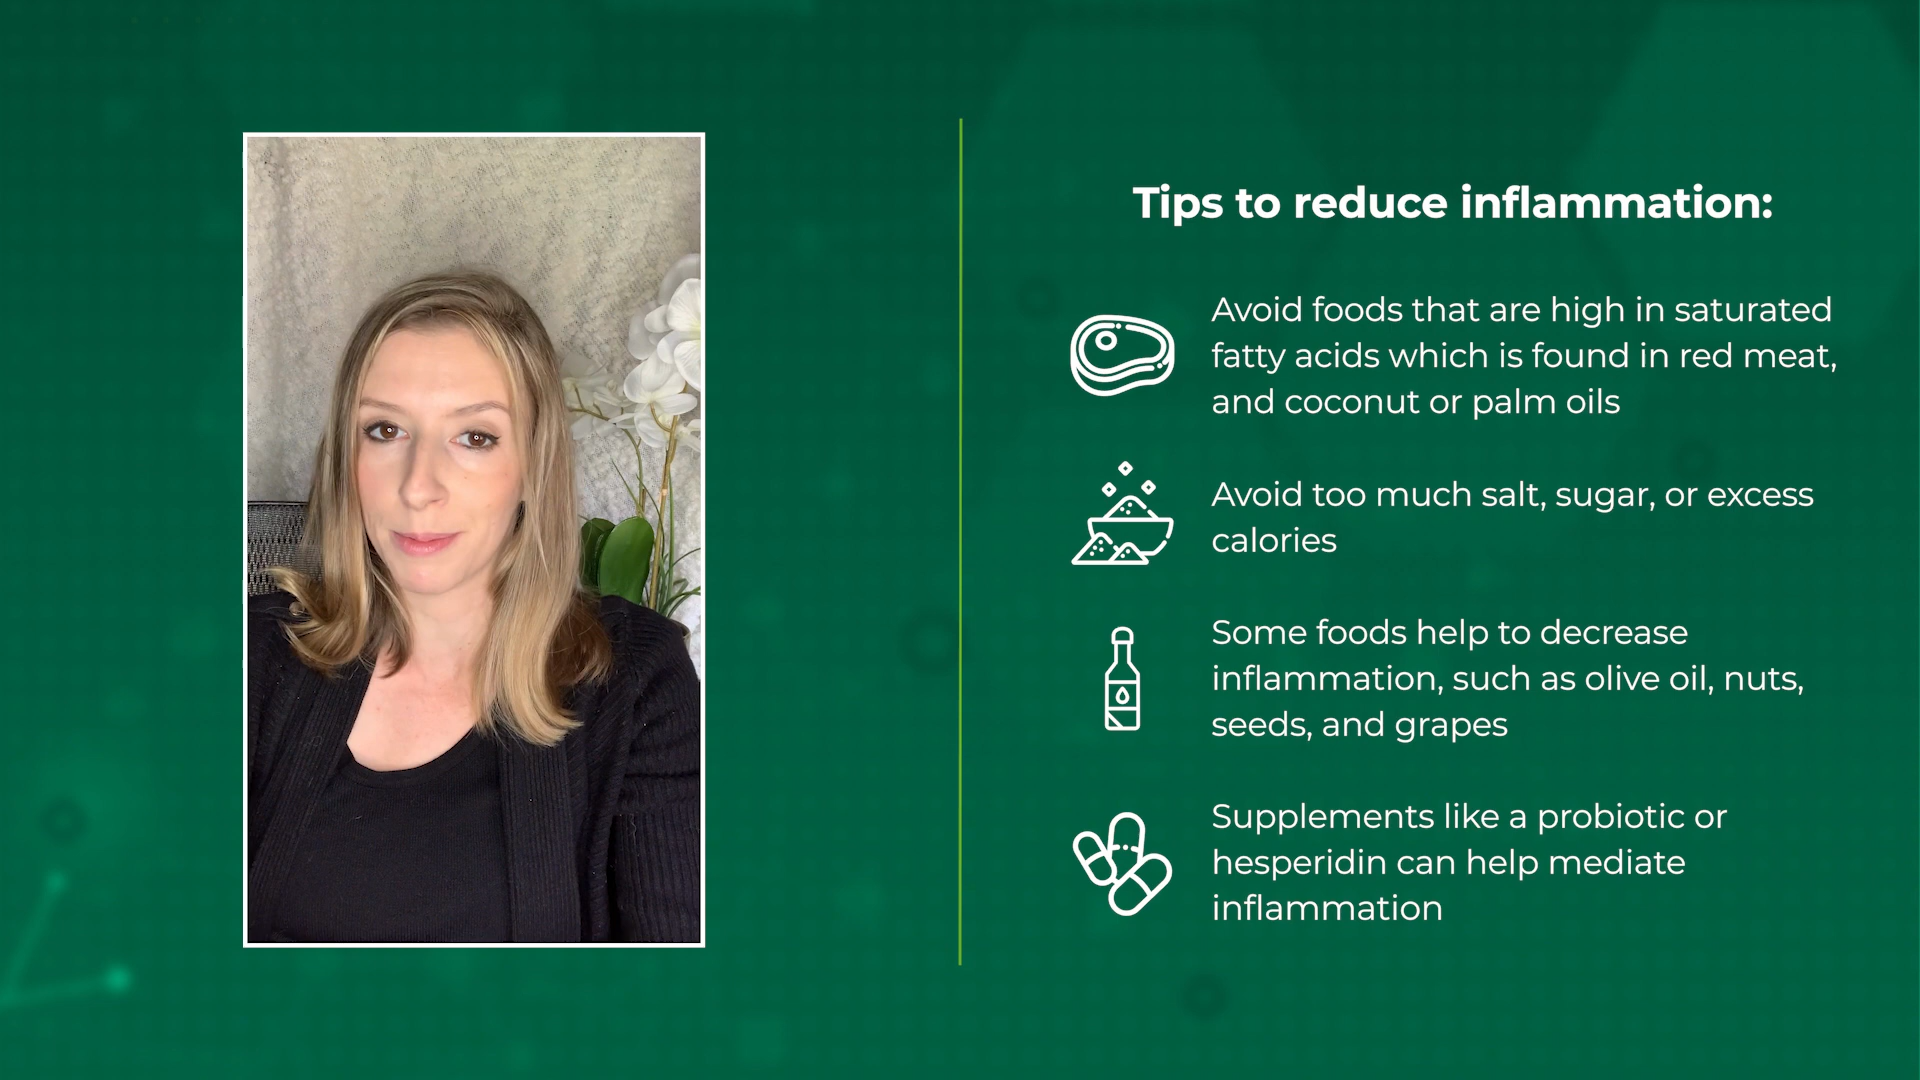 Tips to reduce inflammation:
Avoid foods that are high in saturated
fatty acids which is found in red meat,
and coconut or palm oils
Avoid too much salt, sugar, or excess
calories
Some foods help to decrease
inflammation, such as olive oil, nuts,
seeds, and grapes
Supplements like a probiotic or
hesperidin can help mediate
inflammation